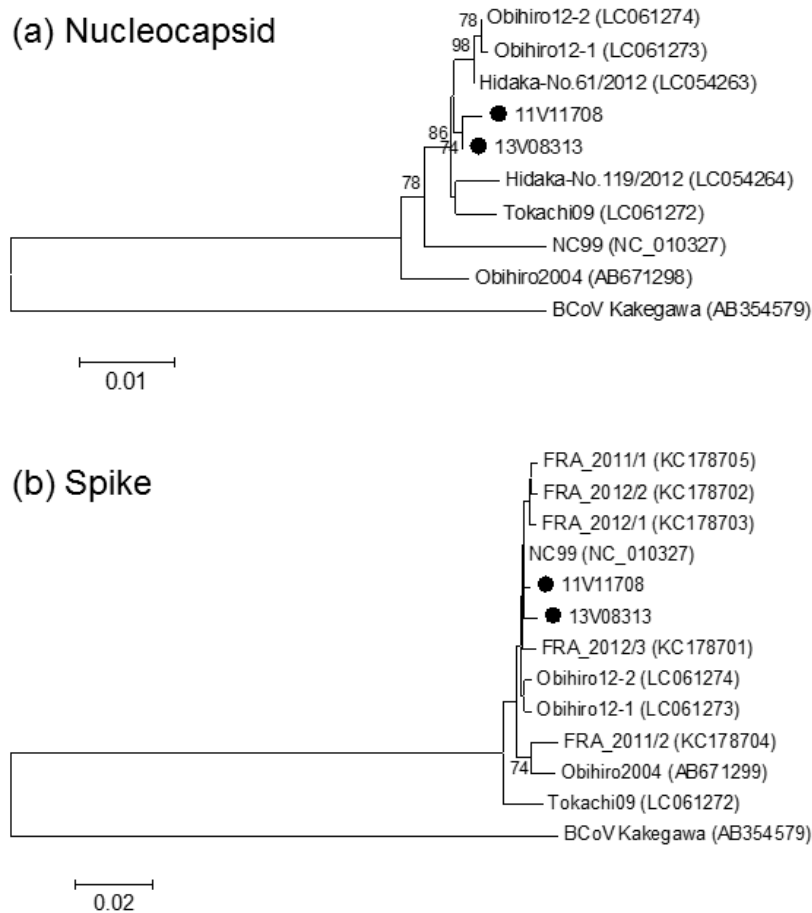 (a) Nucleocapsid
78
Obihiro12-2 (LC061274)
98
Obihiro12-1 (LC061273)
Hidaka-No.61/2012 (LC054263)
11V11708
86
74
13V08313
78
Hidaka-No.119/2012 (LC054264)
Tokachi09 (LC061272)
NC99 (NC_010327)
Obihiro2004 (AB671298)
BCoV Kakegawa (AB354579)
0.01
(b) Spike
FRA_2011/1 (KC178705)
FRA_2012/2 (KC178702)
FRA_2012/1 (KC178703)
NC99 (NC_010327)
11V11708
13V08313
FRA_2012/3 (KC178701)
Obihiro12-2 (LC061274)
Obihiro12-1 (LC061273)
FRA_2011/2 (KC178704)
74
Obihiro2004 (AB671299)
Tokachi09 (LC061272)
BCoV Kakegawa (AB354579)
0.02